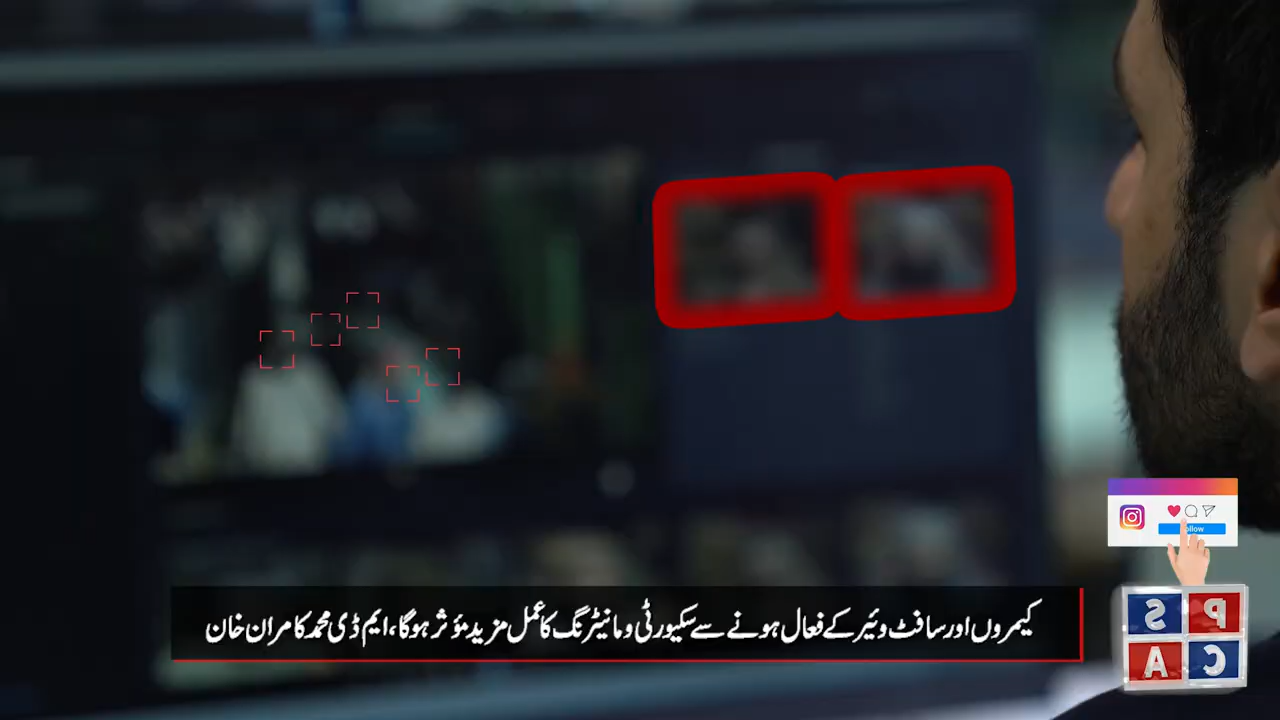 Follow
کیمروں اور سافٹ ویئر کے فعال ہونے سے سکیورٹی و مانیٹرنگ کا عمل مزید مؤثر ہوگا، ایم ڈی محمد کامران خان
P S
C A